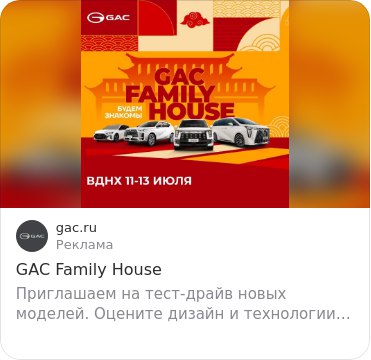 GAC
GAC
FAMILY
HOUSE
БУДЕМ
ЗНАКОМЫ
ВДНХ 11-13 ИЮЛЯ
GAC
gac.ru
Реклама
GAC Family House
Приглашаем на тест-драйв новых
моделей. Оцените дизайн и технологии...